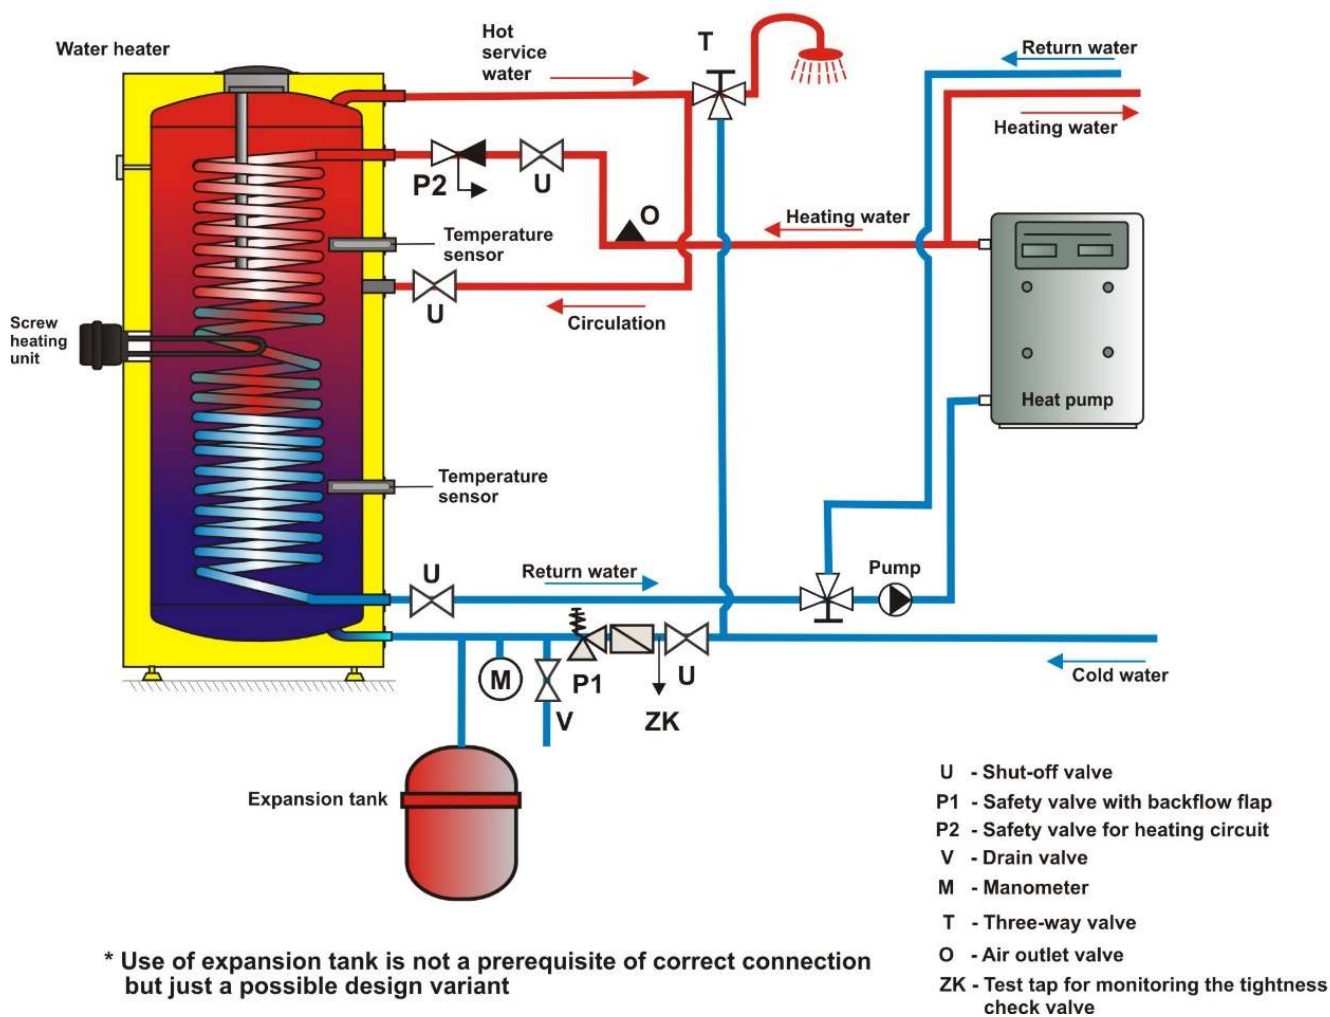 Water heater
Hot
service
water
T
Return water
Heating water
P2
U
O
Heating water
Temperature
sensor
U
Circulation
Screw
heating
unit
Heat pump
Temperature
sensor
U
Return water
Pump
Cold water
M
V
P1
ZK
U
Expansion tank
U - Shut-off valve
P1 - Safety valve with backflow flap
P2 - Safety valve for heating circuit
V - Drain valve
M - Manometer
T - Three-way valve
O - Air outlet valve
ZK - Test tap for monitoring the tightness
check valve
* Use of expansion tank is not a prerequisite of correct connection
but just a possible design variant